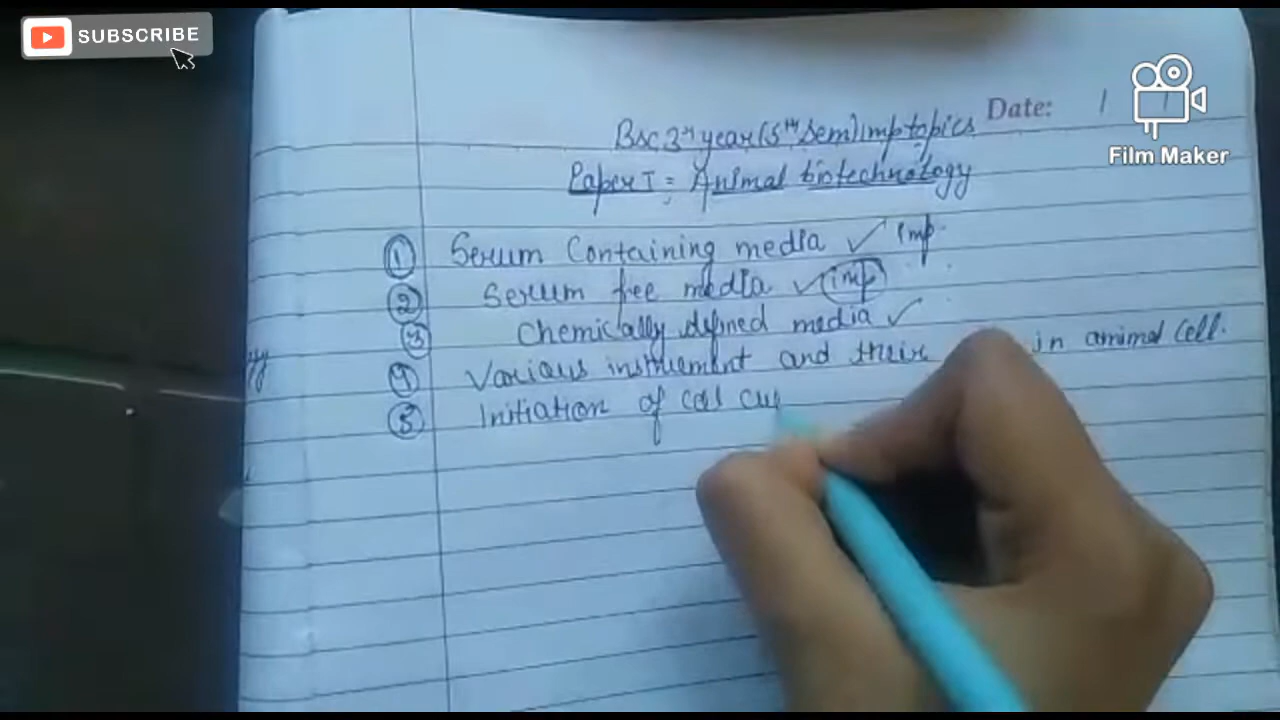 SUBSCRIBE
Date: / /
Film Maker
Bsc 3rd year (5th Sem) imp topics
Paper I = Animal biotechnology
1 Serum Containing media ✓ imp.
2 Serum free media ✓ imp
3 Chemically defined media ✓
4 Various instrument and their in animal cell.
5 Initiation of cell cu